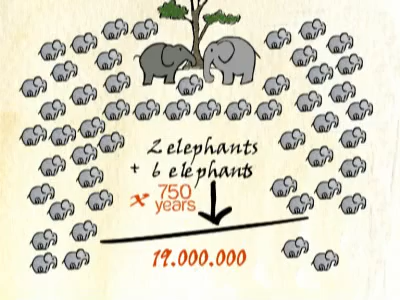 2 elephants
+ 6 elephants
x 750
years
19.000.000